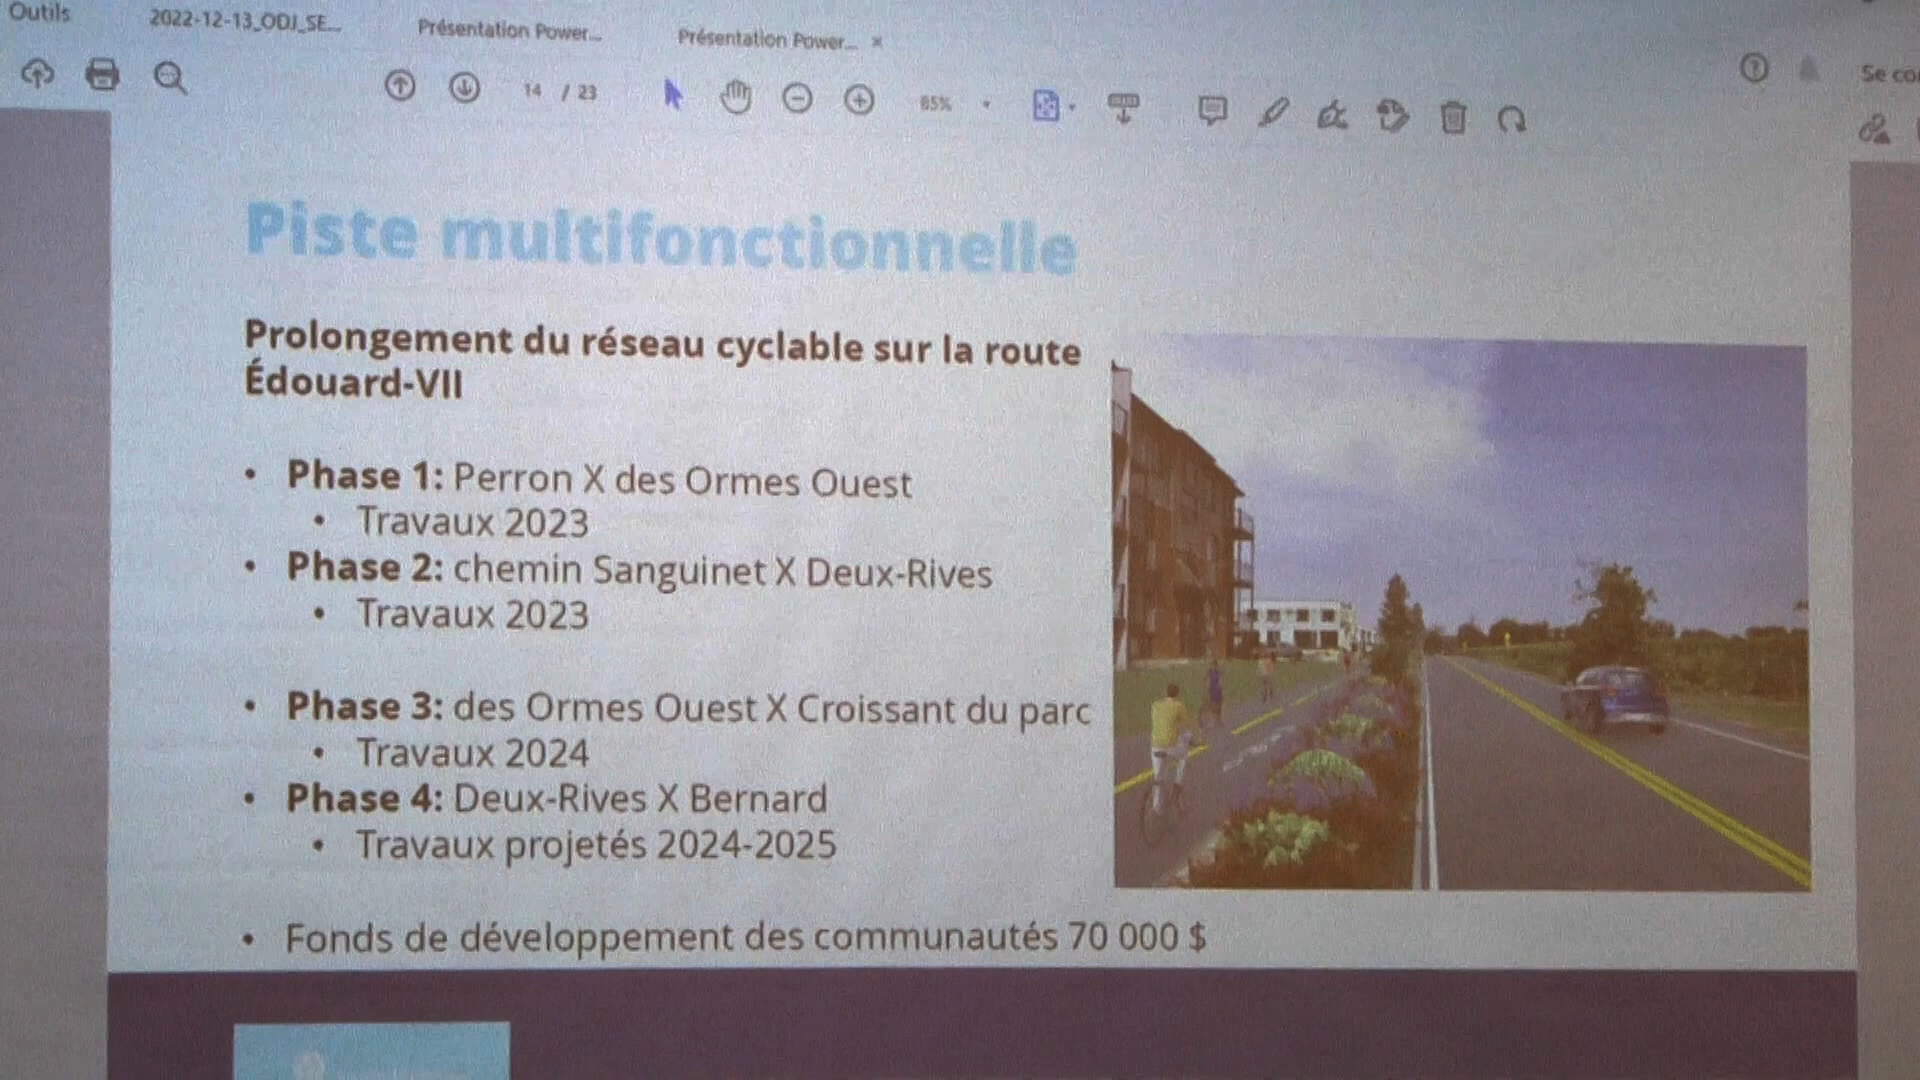 Outils
2022-12-13_ODJ_SE...
Présentation Power...
Présentation Power... ×
14 / 23
85%
Se co
Piste multifonctionnelle
Prolongement du réseau cyclable sur la route
Édouard-VII
• Phase 1: Perron X des Ormes Ouest
• Travaux 2023
• Phase 2: chemin Sanguinet X Deux-Rives
• Travaux 2023
• Phase 3: des Ormes Ouest X Croissant du parc
• Travaux 2024
• Phase 4: Deux-Rives X Bernard
• Travaux projetés 2024-2025
• Fonds de développement des communautés 70 000 $